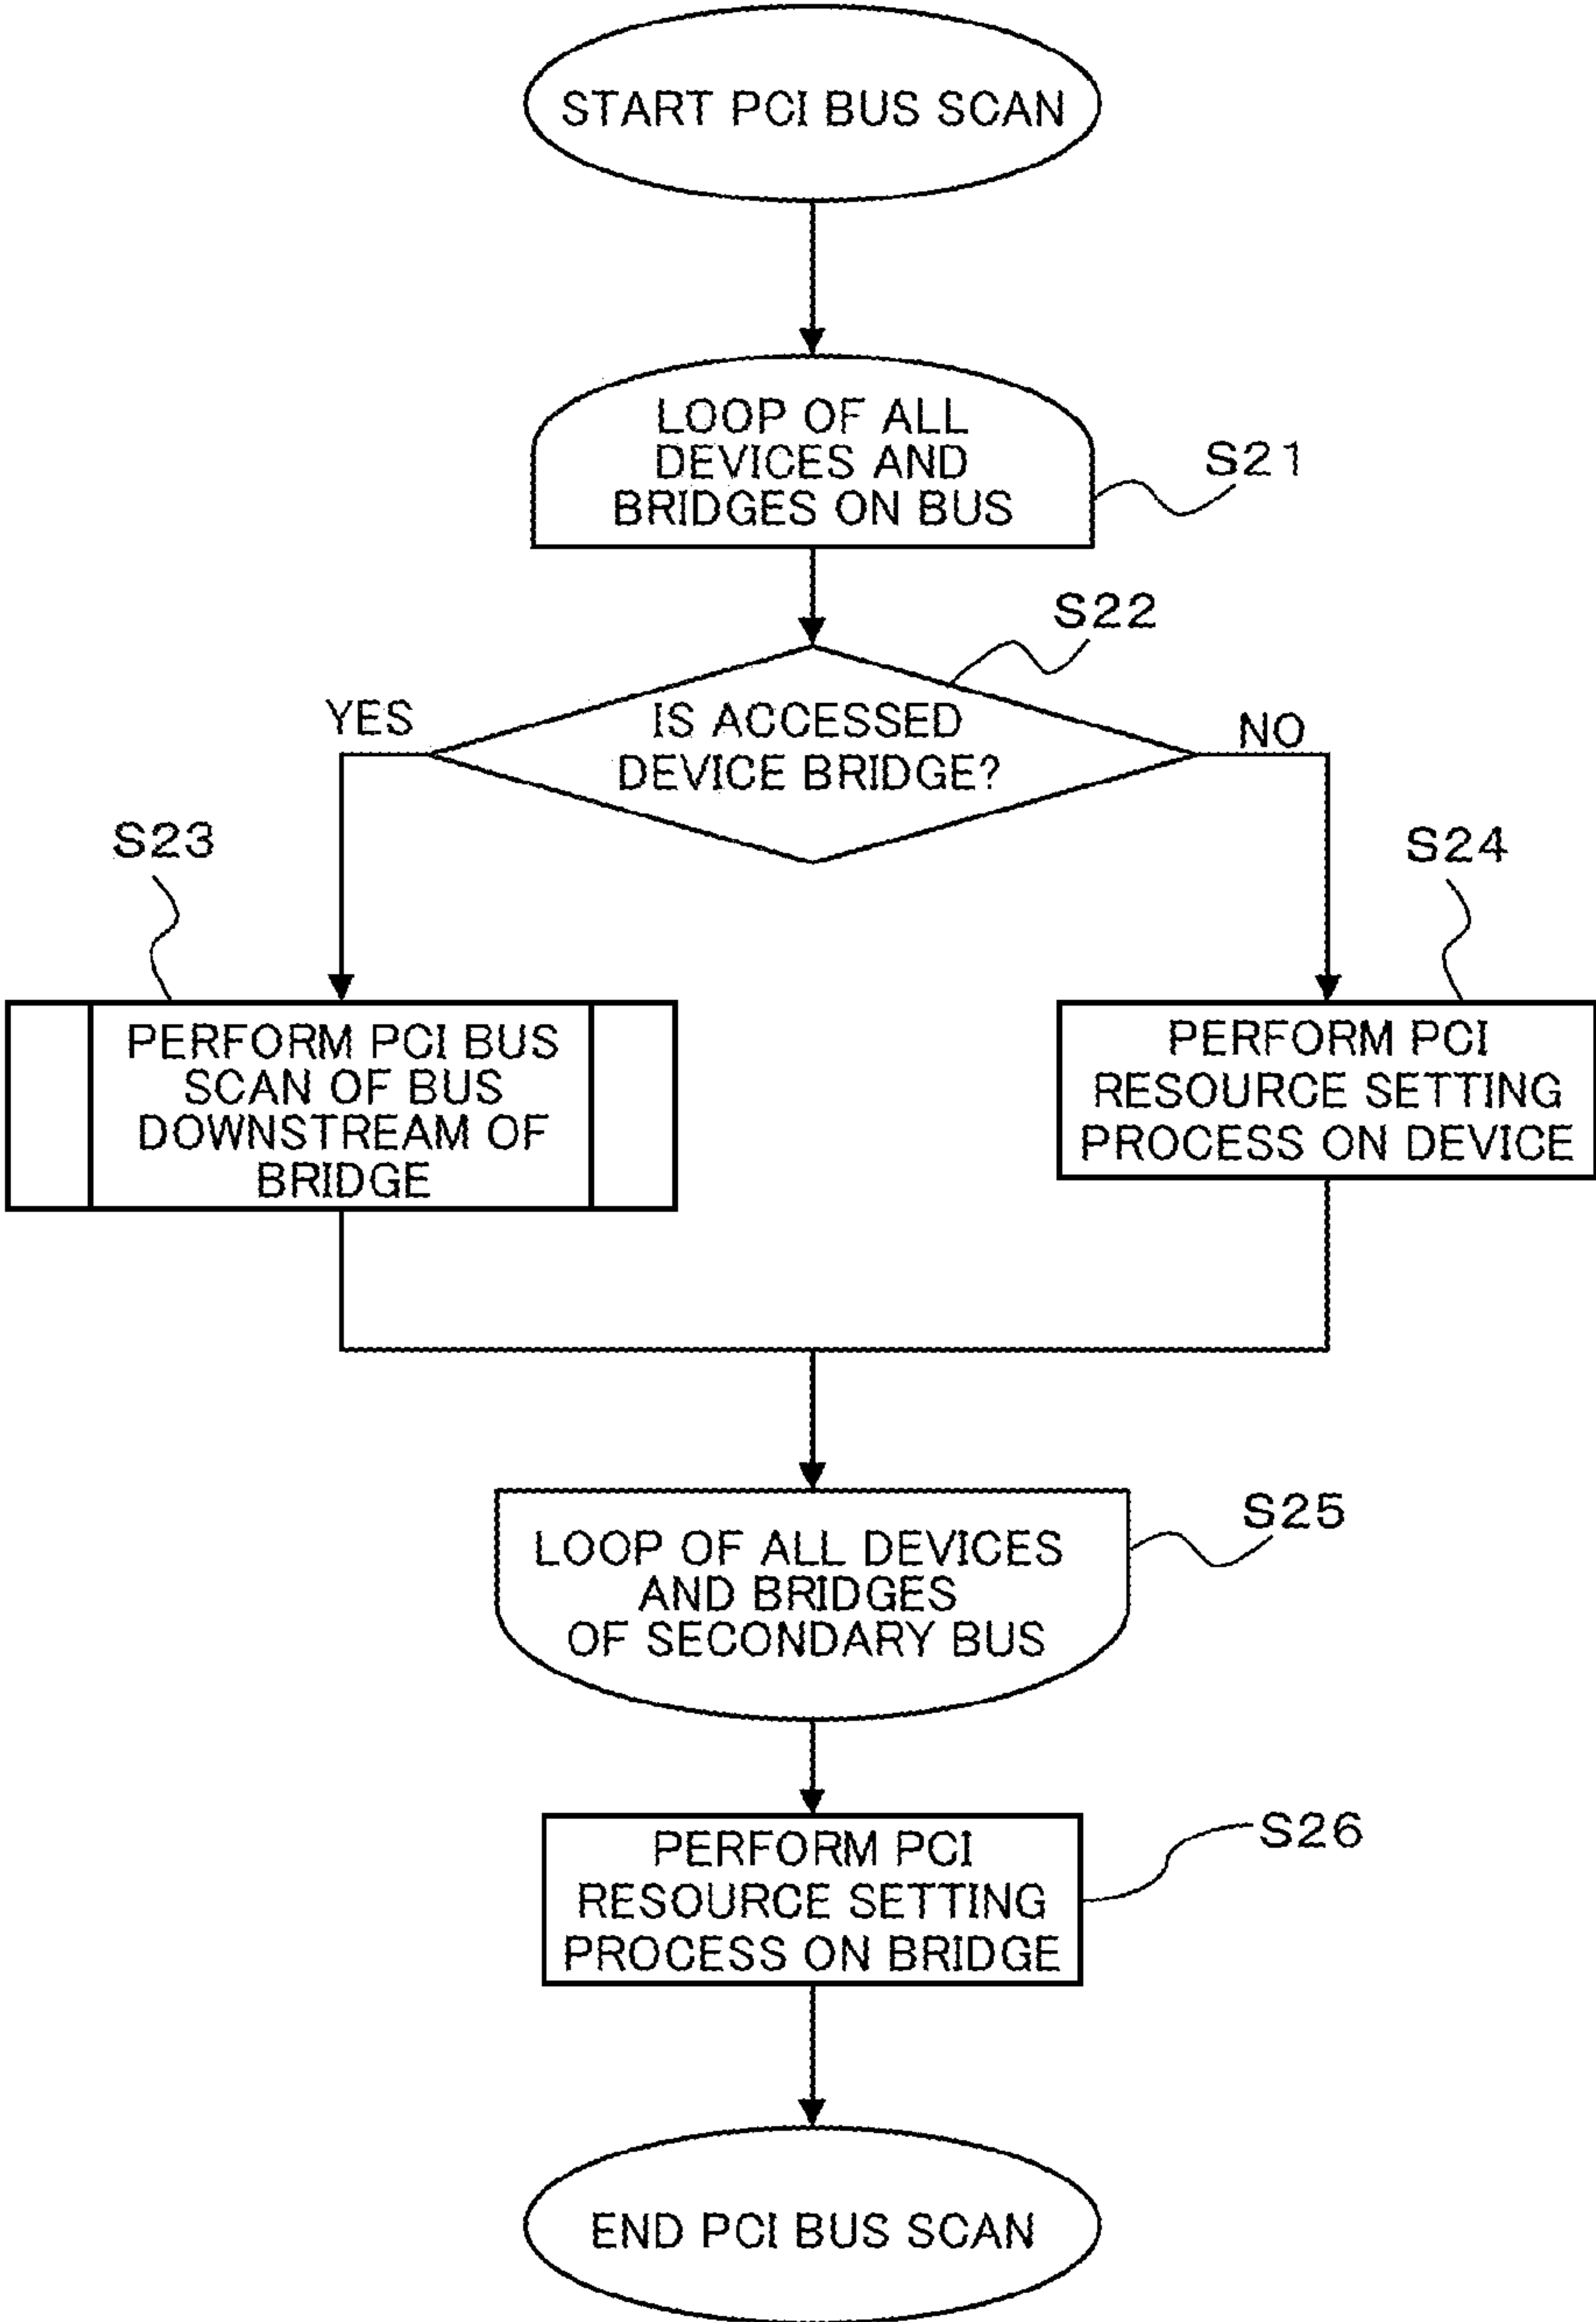 START PCI BUS SCAN
LOOP OF ALL
DEVICES AND
BRIDGES ON BUS
S21
S22
IS ACCESSED
DEVICE BRIDGE?
YES
NO
S23
S24
PERFORM PCI BUS
SCAN OF BUS
DOWNSTREAM OF
BRIDGE
PERFORM PCI
RESOURCE SETTING
PROCESS ON DEVICE
LOOP OF ALL DEVICES
AND BRIDGES
OF SECONDARY BUS
S25
PERFORM PCI
RESOURCE SETTING
PROCESS ON BRIDGE
S26
END PCI BUS SCAN